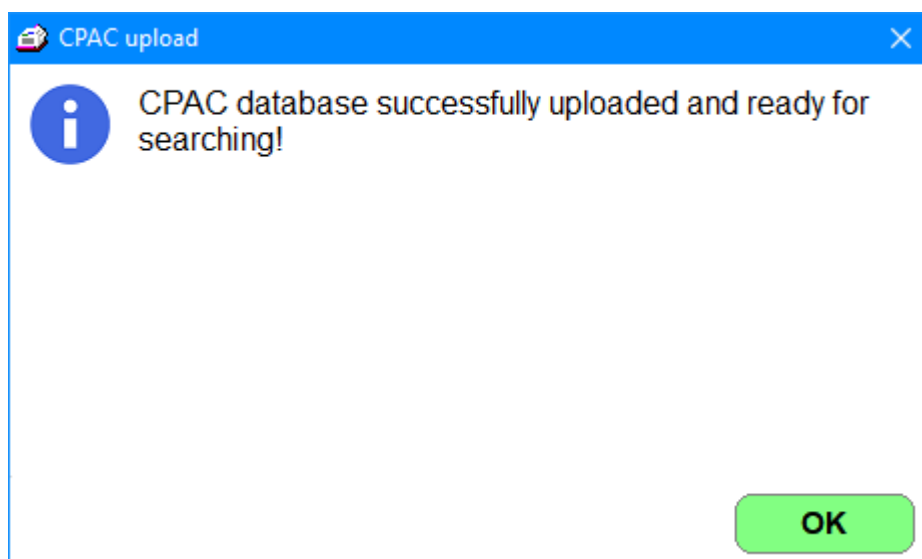 CPAC upload
CPAC database successfully uploaded and ready for
searching!
OK